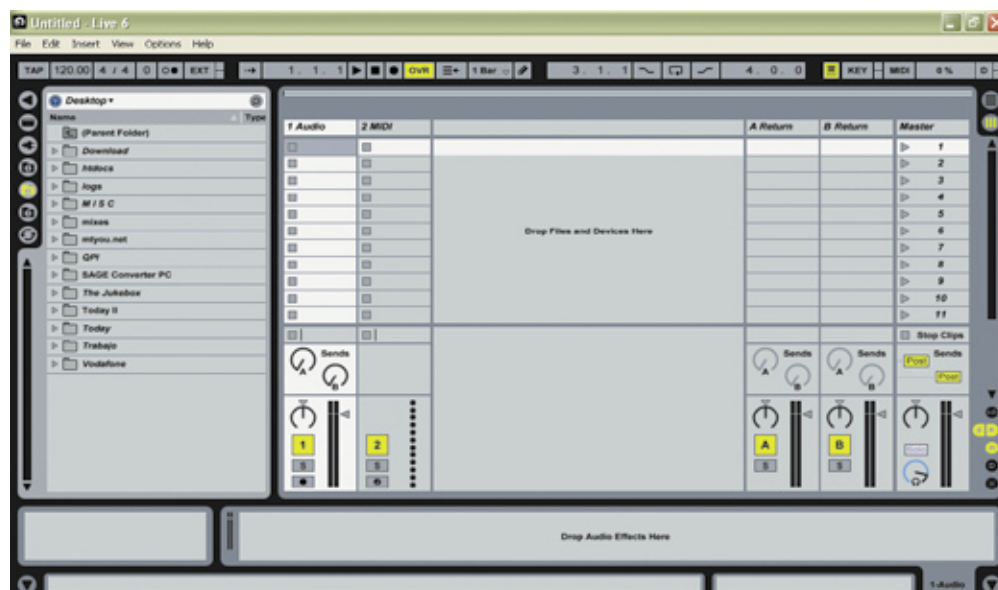 Untitled - Live 6
File Edit Insert View Options Help
TAP 120.00 4 / 4 0 EXT 1. 1. 1 OVR 1 Bar 3. 1. 1 4. 0. 0 KEY MIDI 0 % D
Desktop
Name Type
(Parent Folder)
Download
htdocs
logs
M I S C
mixes
mtyou.net
QPI
SAGE Converter PC
The Jukebox
Today II
Today
Trabajo
Vodafone
1 Audio 2 MIDI A Return B Return Master
1
2
3
4
5
6
7
8
9
10
11
Drop Files and Devices Here
Stop Clips
Sends Sends Sends Sends
A B A B A B Post
Post
1 2 A B
S S S S
Drop Audio Effects Here
1-Audio